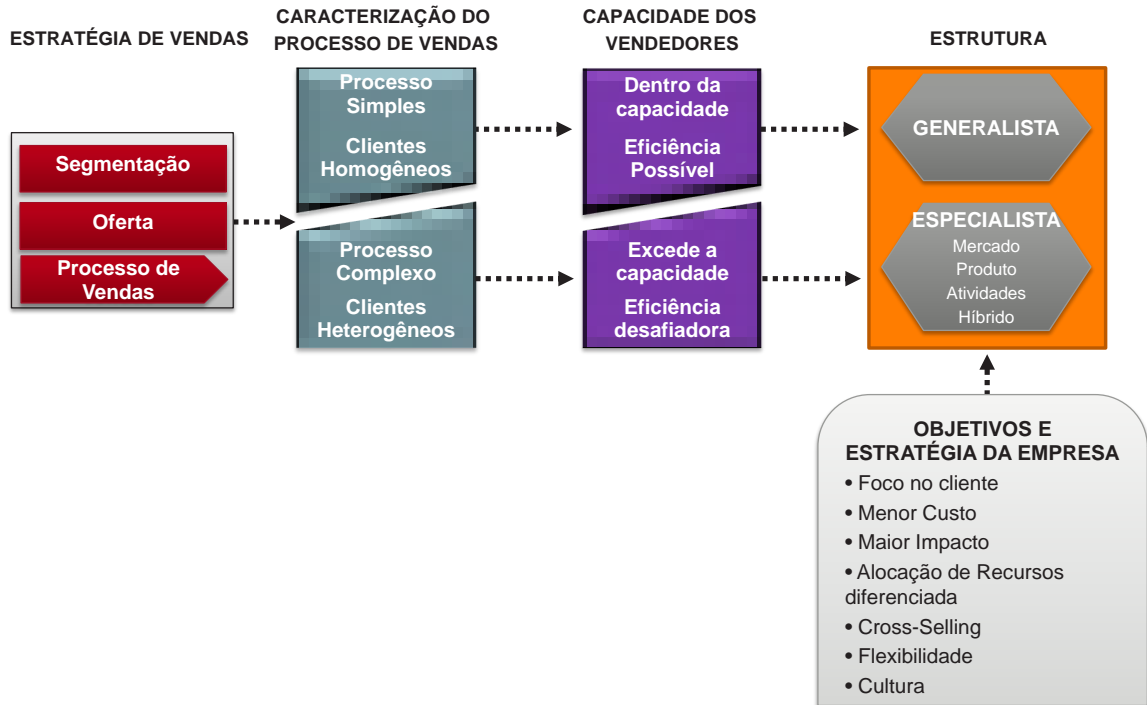 ESTRATÉGIA DE VENDAS
CARACTERIZAÇÃO DO
PROCESSO DE VENDAS
CAPACIDADE DOS
VENDEDORES
ESTRUTURA
Segmentação
Oferta
Processo de
Vendas
Processo
Simples
Clientes
Homogêneos
Processo
Complexo
Clientes
Heterogêneos
Dentro da
capacidade
Eficiência
Possível
Excede a
capacidade
Eficiência
desafiadora
GENERALISTA
ESPECIALISTA
Mercado
Produto
Atividades
Híbrido
OBJETIVOS E
ESTRATÉGIA DA EMPRESA
• Foco no cliente
• Menor Custo
• Maior Impacto
• Alocação de Recursos
diferenciada
• Cross-Selling
• Flexibilidade
• Cultura